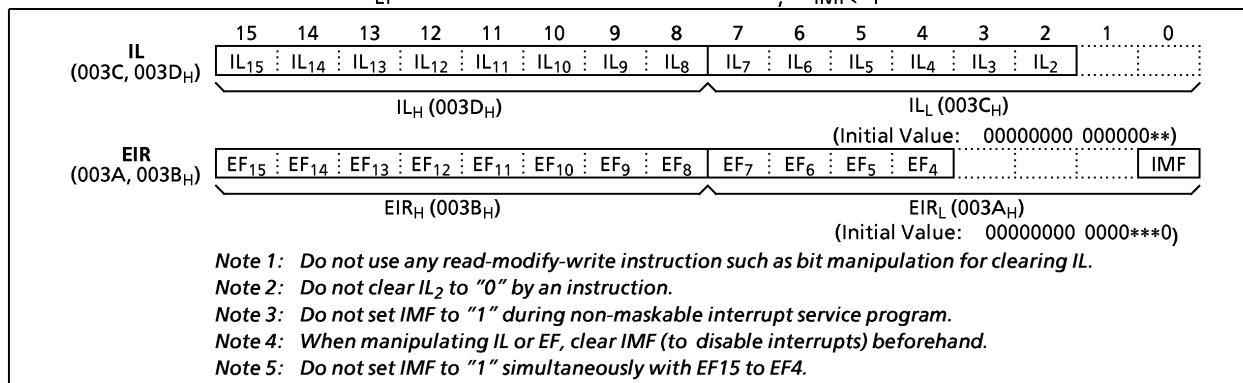 15 14 13 12 11 10 9 8 7 6 5 4 3 2 1 0
IL
(003C, 003DH)
IL15 IL14 IL13 IL12 IL11 IL10 IL9 IL8 IL7 IL6 IL5 IL4 IL3 IL2
ILH (003DH) ILL (003CH)
(Initial Value: 00000000 000000**)
EIR
(003A, 003BH)
EF15 EF14 EF13 EF12 EF11 EF10 EF9 EF8 EF7 EF6 EF5 EF4 IMF
EIRH (003BH) EIRL (003AH)
(Initial Value: 00000000 0000***0)
Note 1: Do not use any read-modify-write instruction such as bit manipulation for clearing IL.
Note 2: Do not clear IL2 to "0" by an instruction.
Note 3: Do not set IMF to "1" during non-maskable interrupt service program.
Note 4: When manipulating IL or EF, clear IMF (to disable interrupts) beforehand.
Note 5: Do not set IMF to "1" simultaneously with EF15 to EF4.